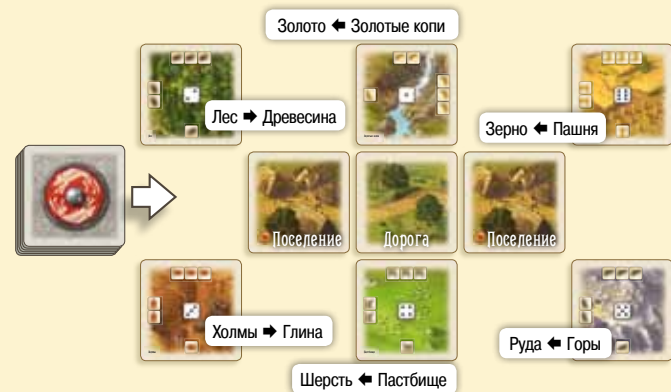 Золото ← Золотые копи
Лес → Древесина
Зерно ← Пашня
Поселение
Дорога
Поселение
Холмы → Глина
Руда ← Горы
Шерсть ← Пастбище